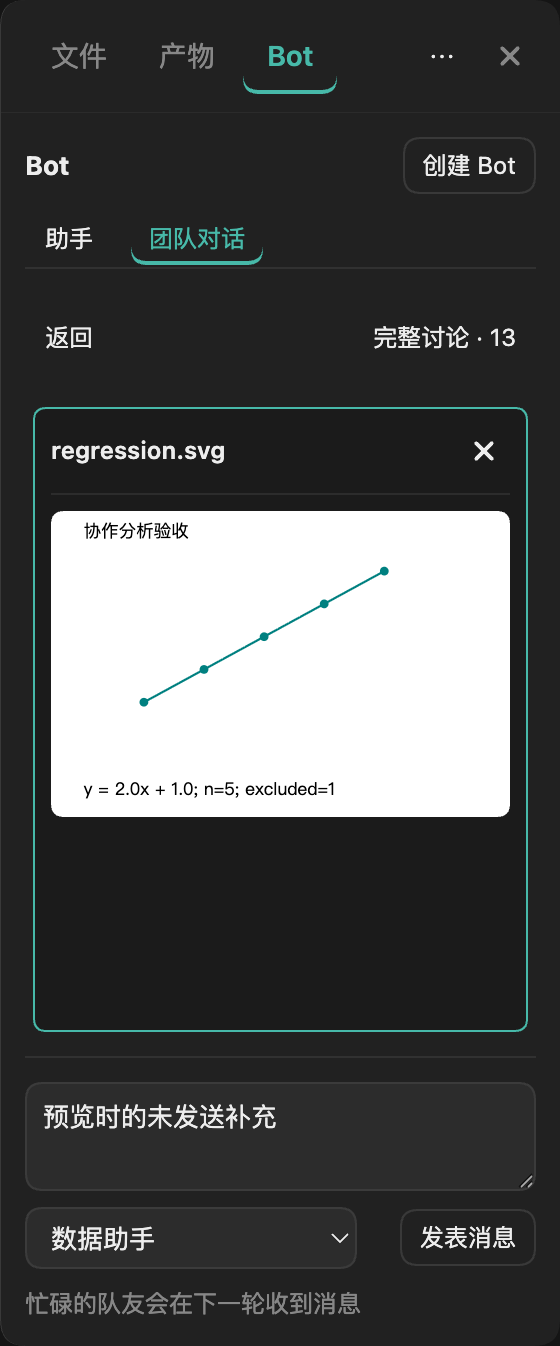 文件 产物 Bot ···
Bot 创建 Bot
助手 团队对话
返回 完整讨论 · 13
regression.svg
协作分析验收
y = 2.0x + 1.0; n=5; excluded=1
预览时的未发送补充
数据助手 发表消息
忙碌的队友会在下一轮收到消息